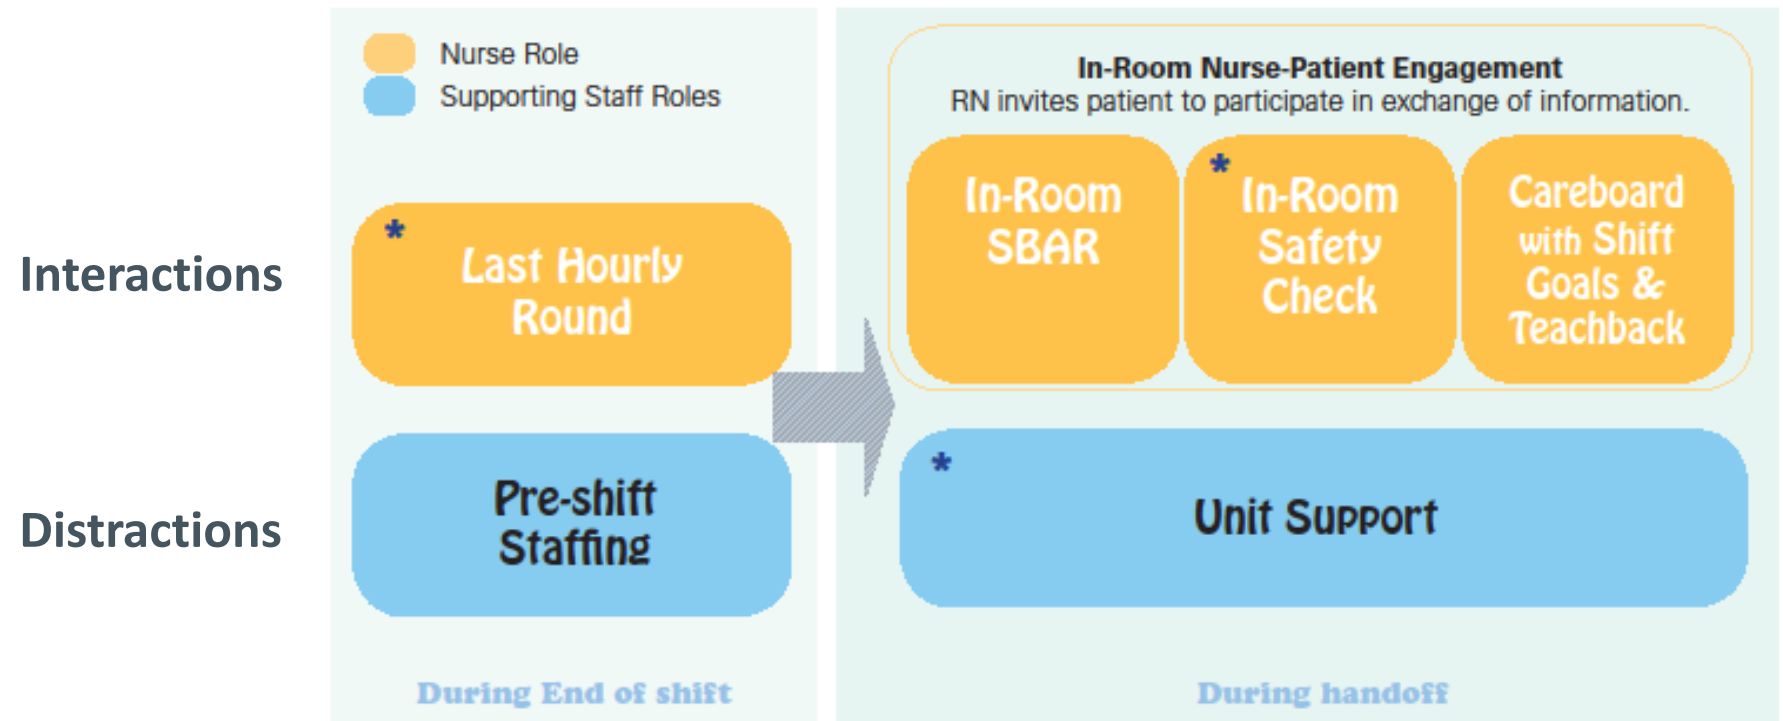 Nurse Role
Supporting Staff Roles
In-Room Nurse-Patient Engagement
RN invites patient to participate in exchange of information.
Interactions
* Last Hourly
Round
In-Room
SBAR
* In-Room
Safety
Check
Careboard
with Shift
Goals &
Teachback
Distractions
Pre-shift
Staffing
* Unit Support
During End of shift
During handoff